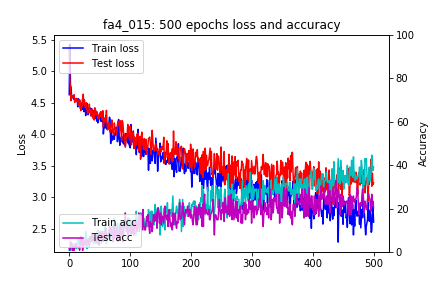 fa4_015: 500 epochs loss and accuracy
5.5
5.0
4.5
4.0
3.5
3.0
2.5
Loss
Train loss
Test loss
Train acc
Test acc
100
80
60
40
20
0
Accuracy
0
100
200
300
400
500